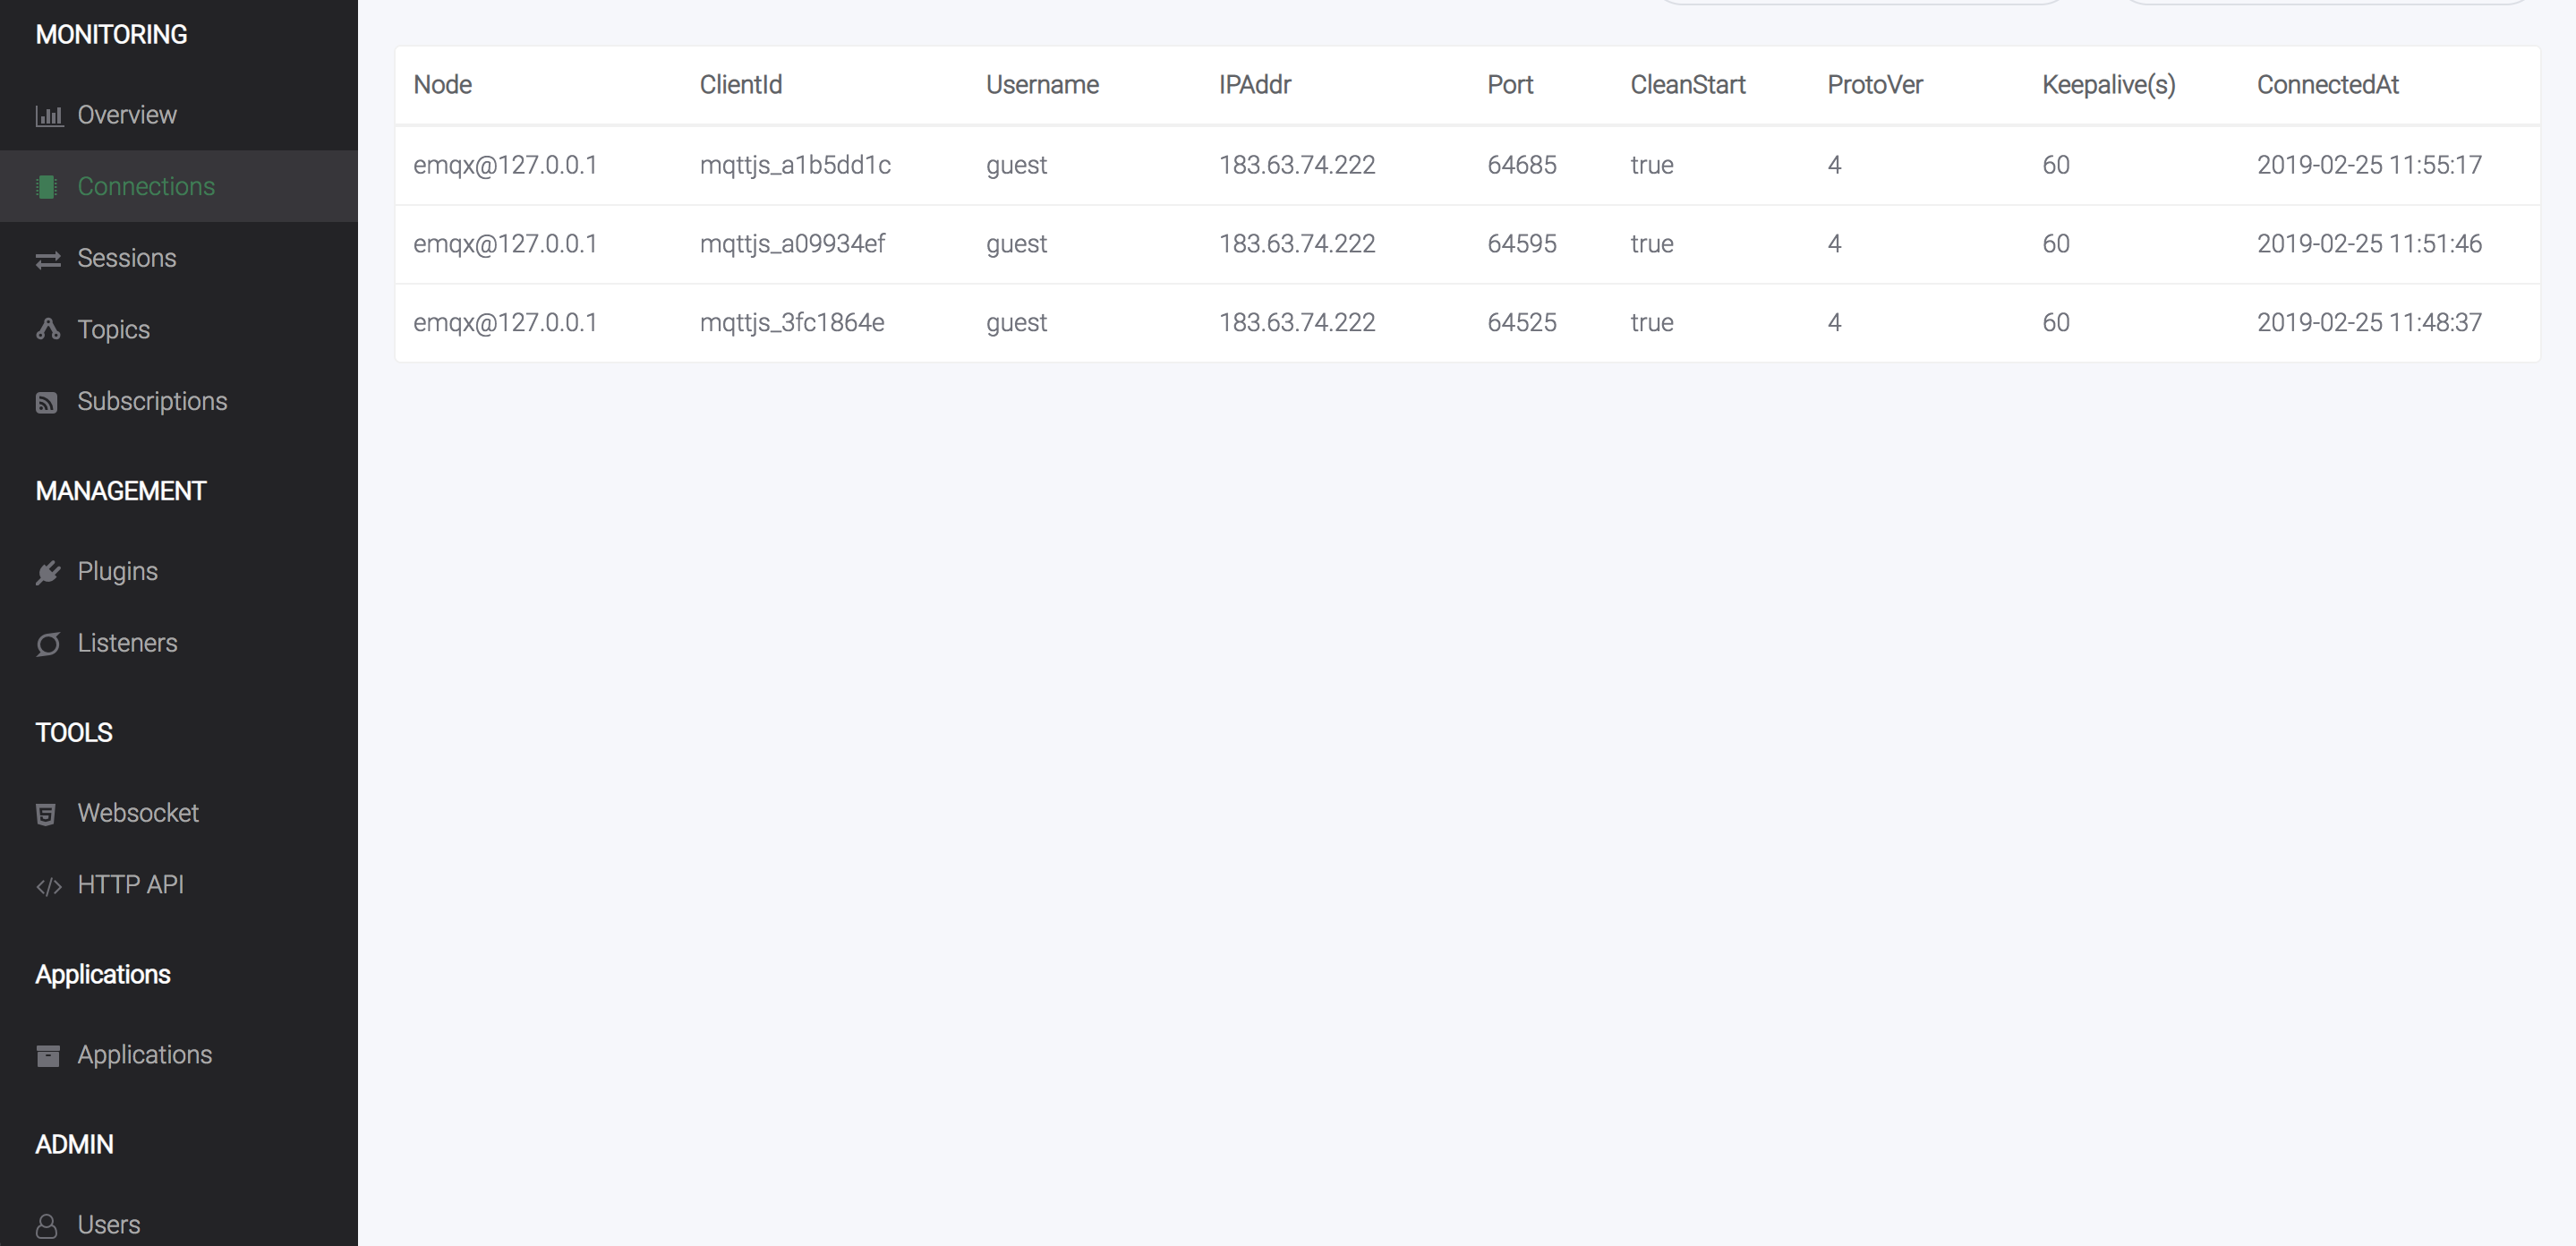 MONITORING
Overview
Connections
Sessions
Topics
Subscriptions
MANAGEMENT
Plugins
Listeners
TOOLS
Websocket
HTTP API
Applications
Applications
ADMIN
Users
Node ClientId Username IPAddr Port CleanStart ProtoVer Keepalive(s) ConnectedAt
emqx@127.0.0.1 mqttjs_a1b5dd1c guest 183.63.74.222 64685 true 4 60 2019-02-25 11:55:17
emqx@127.0.0.1 mqttjs_a09934ef guest 183.63.74.222 64595 true 4 60 2019-02-25 11:51:46
emqx@127.0.0.1 mqttjs_3fc1864e guest 183.63.74.222 64525 true 4 60 2019-02-25 11:48:37